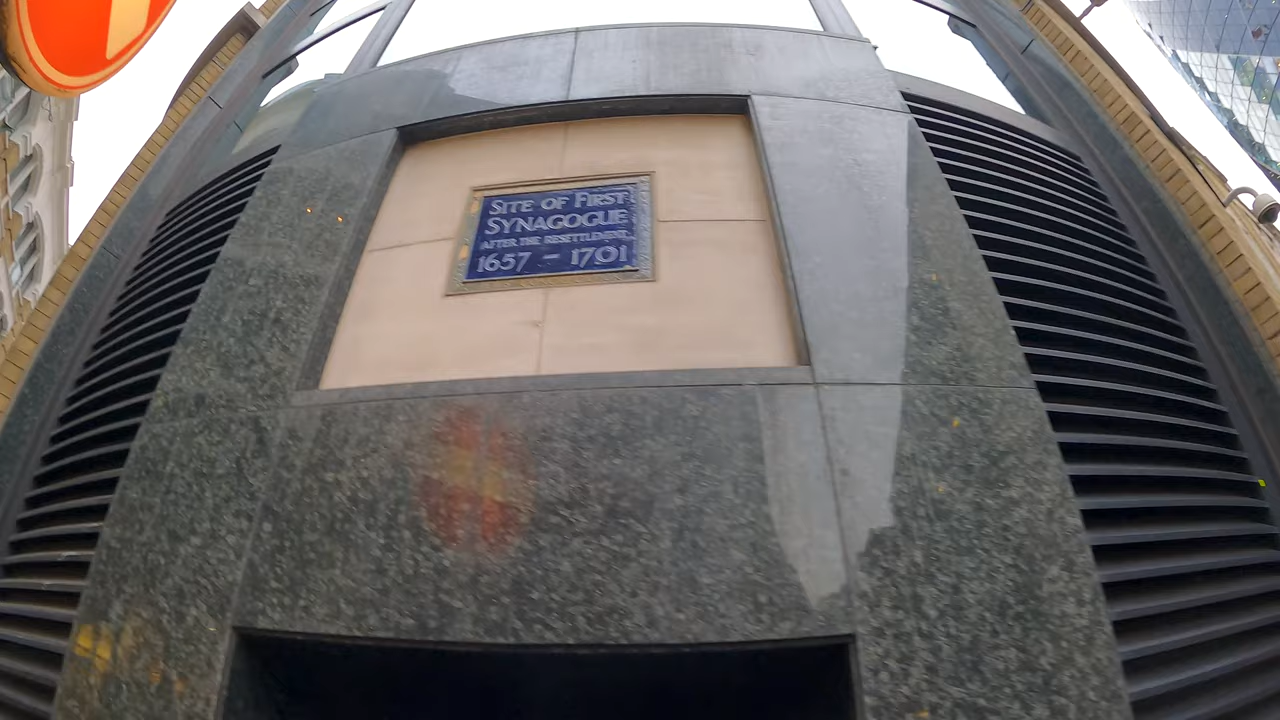 SITE OF FIRST
SYNAGOGUE
AFTER THE RESETTLEMENT
1657 - 1701